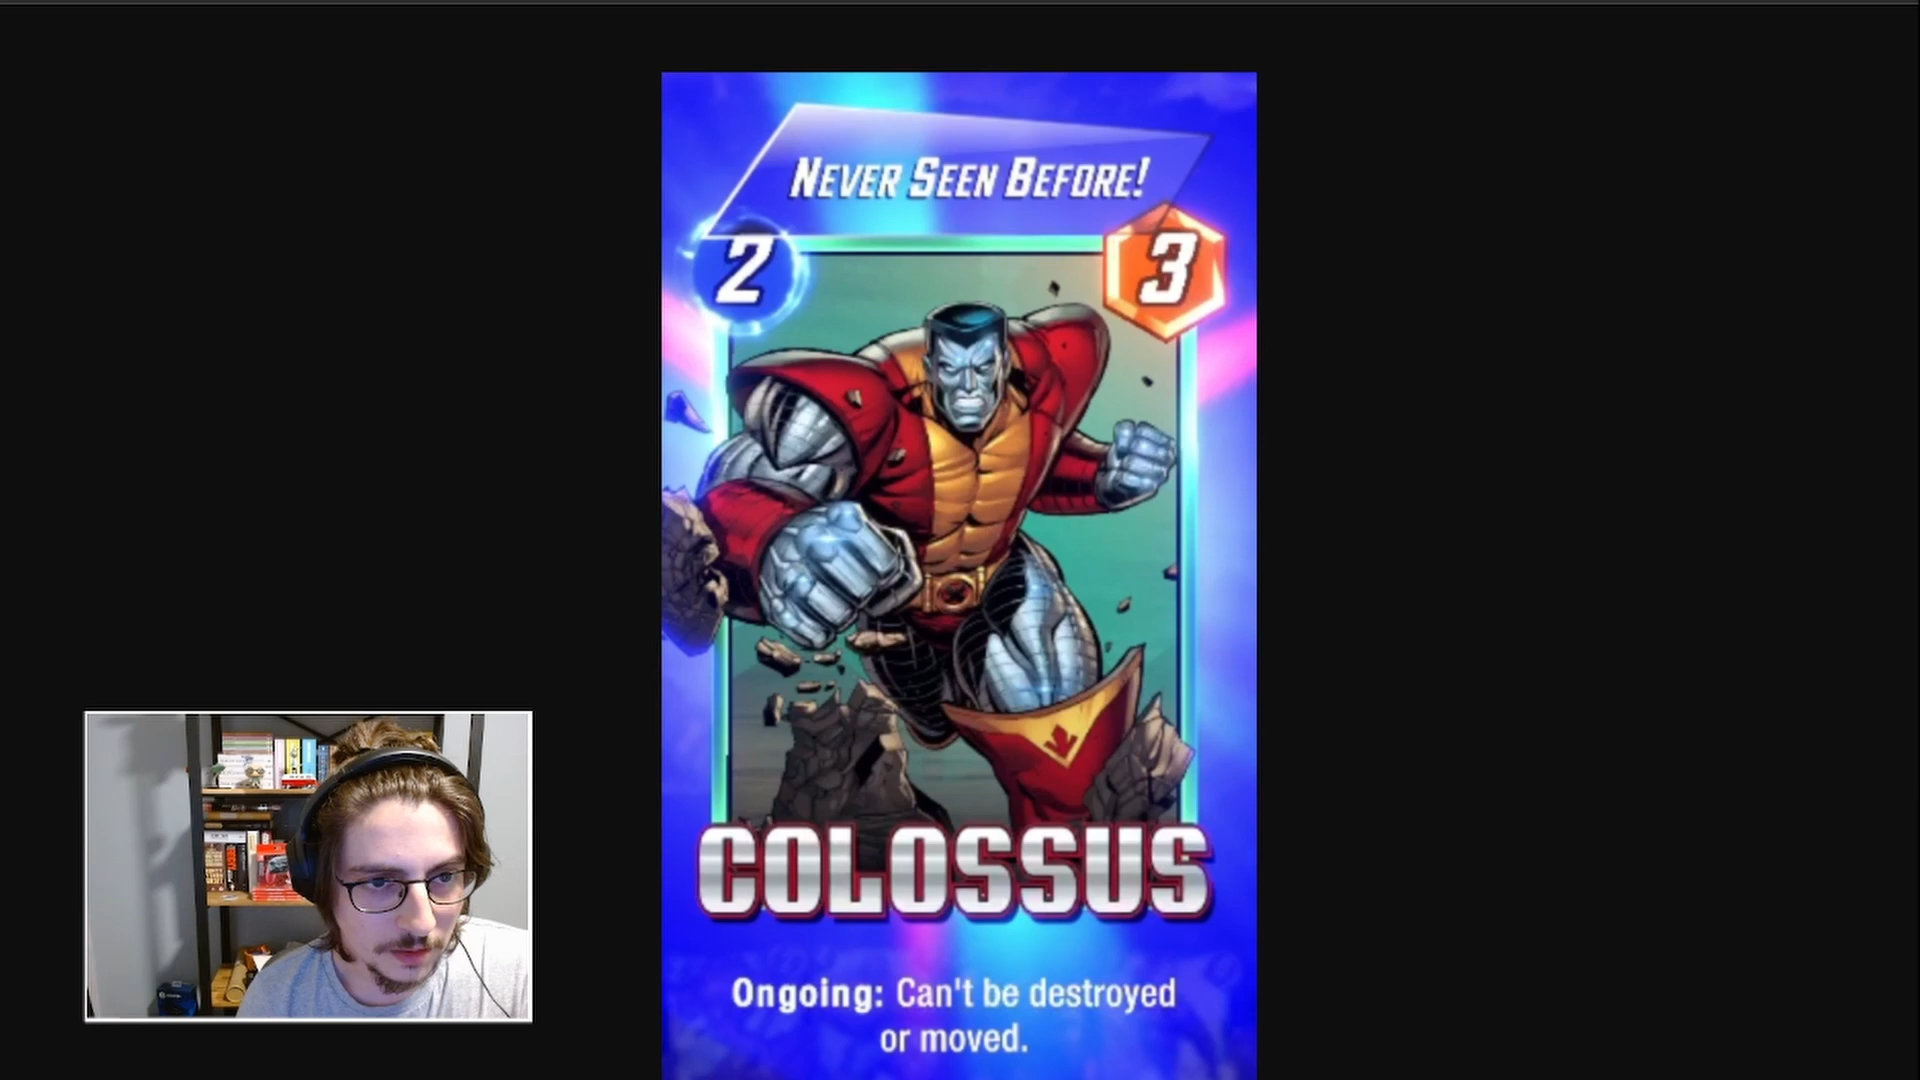 NEVER SEEN BEFORE!
2
3
COLOSSUS
Ongoing: Can't be destroyed
or moved.